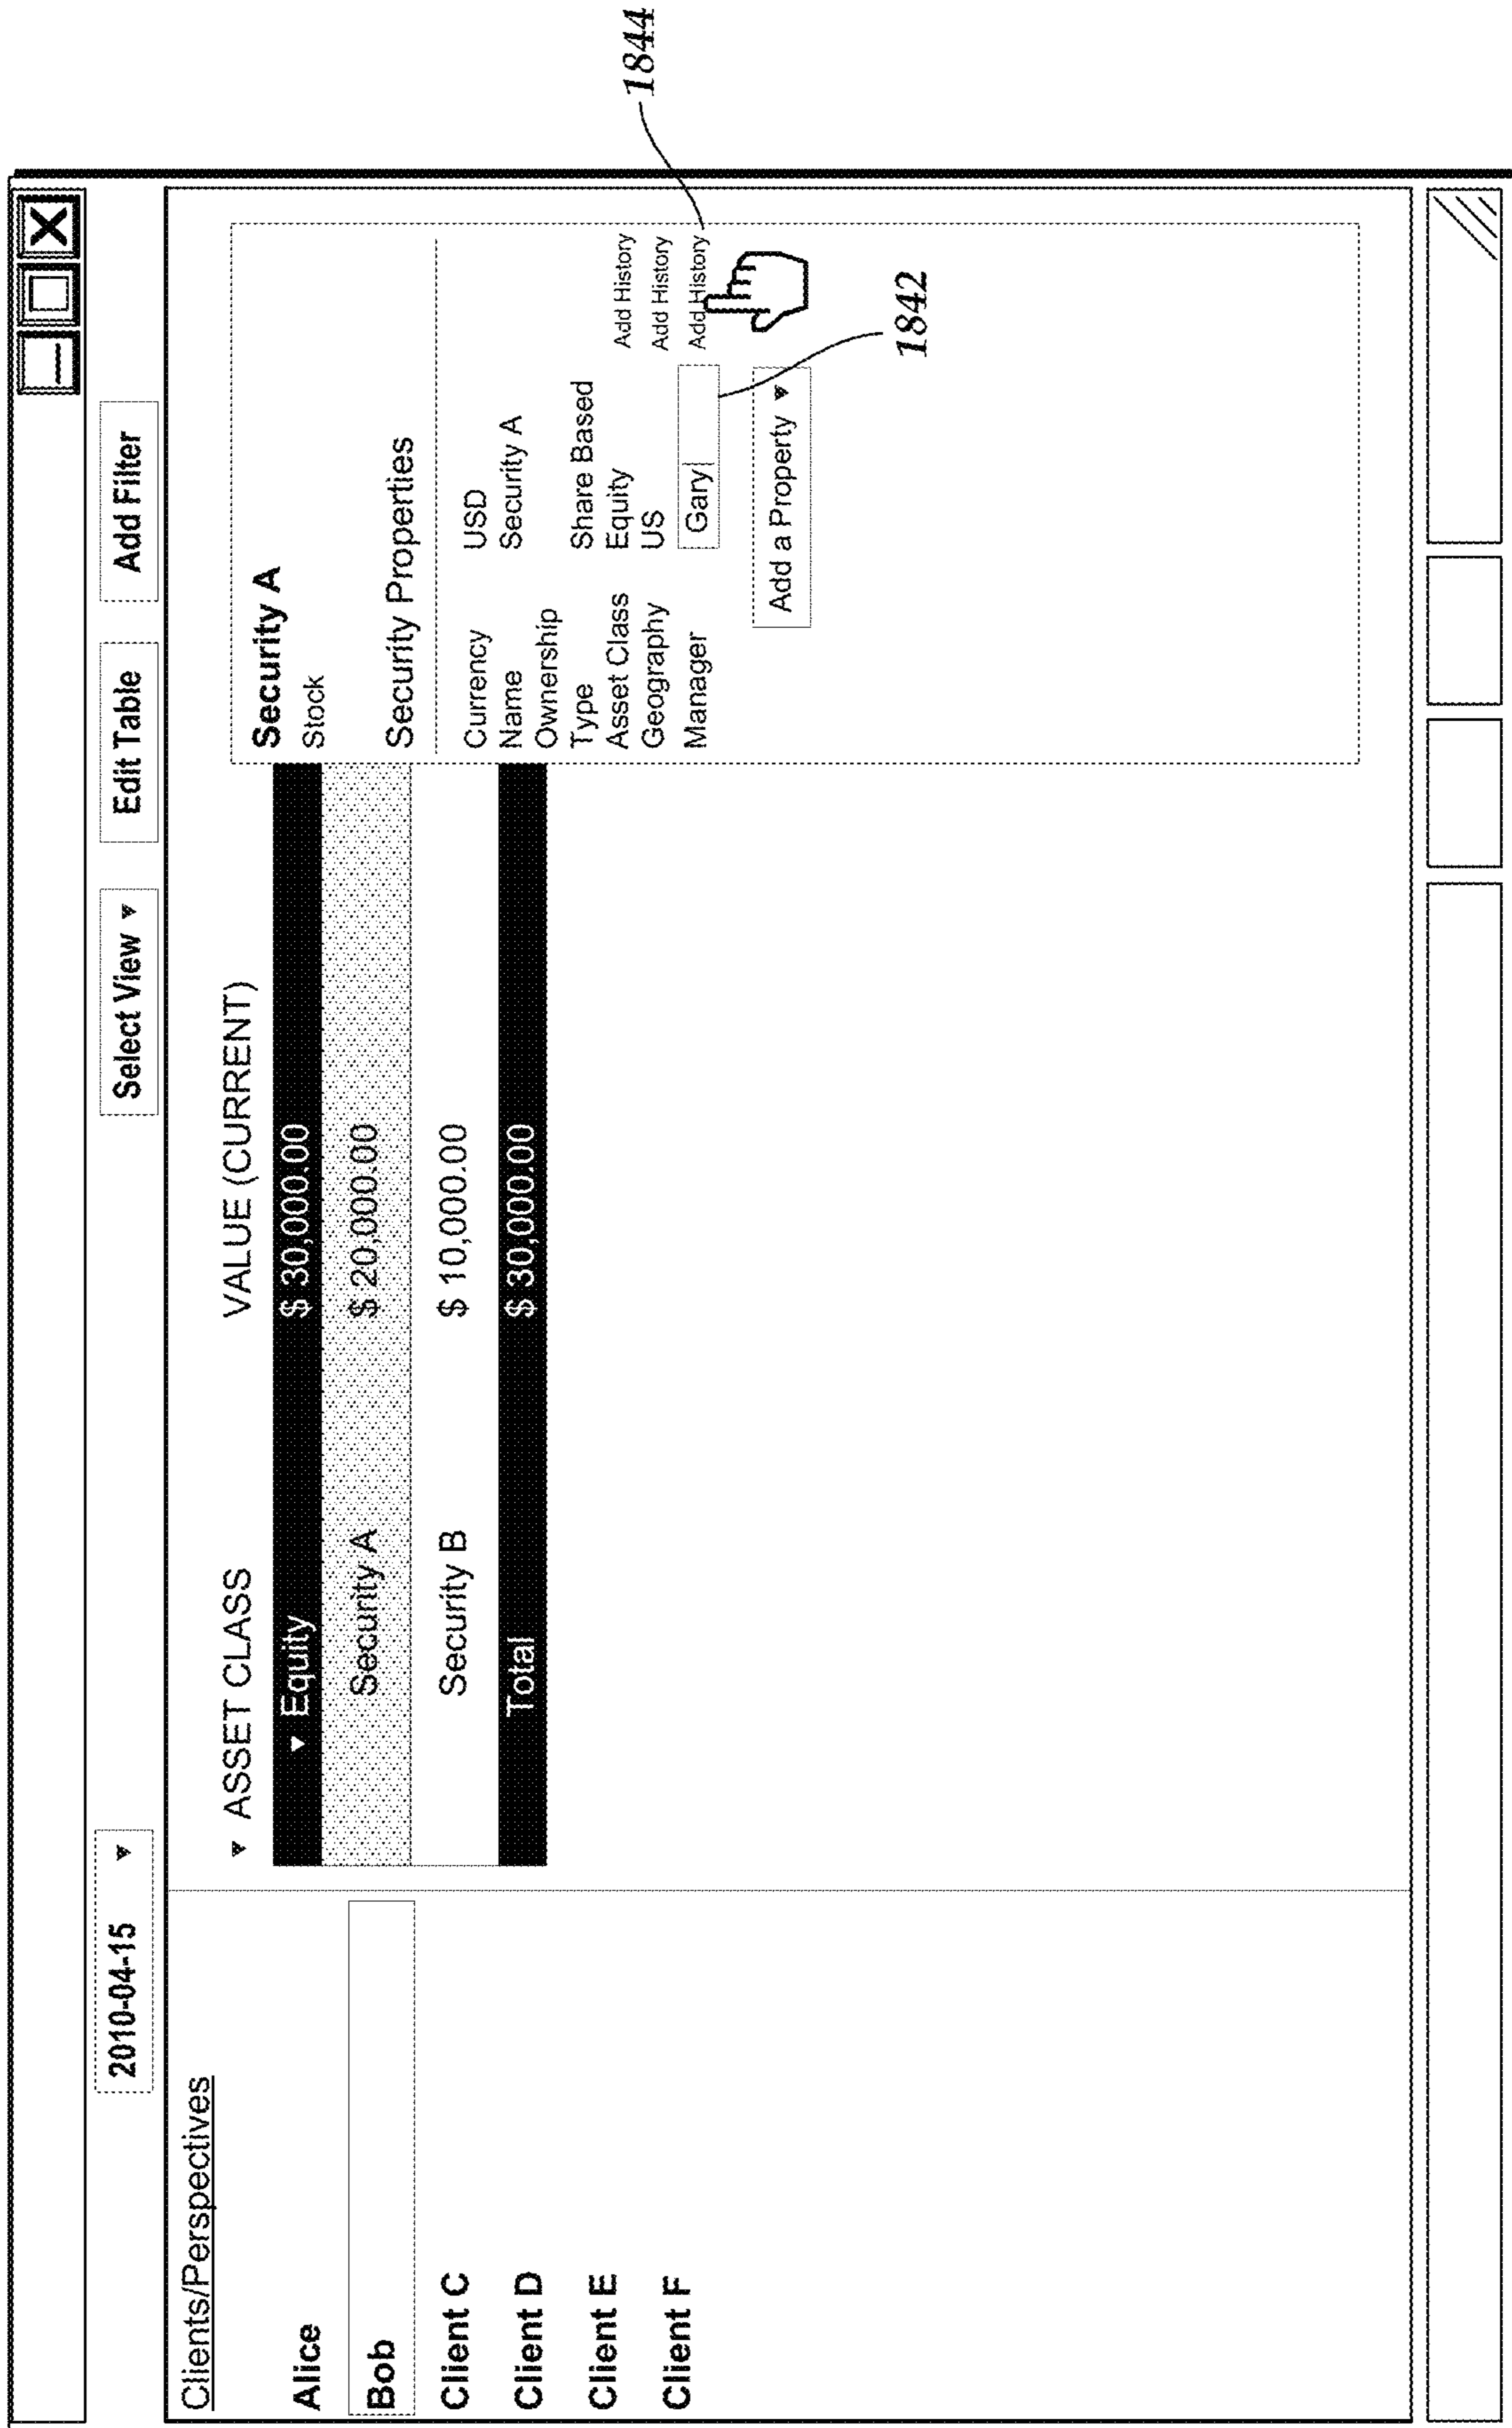 2010-04-15 ▼
Select View ▼
Edit Table
Add Filter
Clients/Perspectives
Alice
Bob
Client C
Client D
Client E
Client F
▼ ASSET CLASS VALUE (CURRENT)
▼ Equity $ 30,000.00
Security A $ 20,000.00
Security B $ 10,000.00
Total $ 30,000.00
Security A
Stock
Security Properties
Currency USD
Name Security A
Ownership
Type Share Based
Asset Class Equity Add History
Geography US Add History
Manager Gary Add History
Add a Property ▼
1842
1844